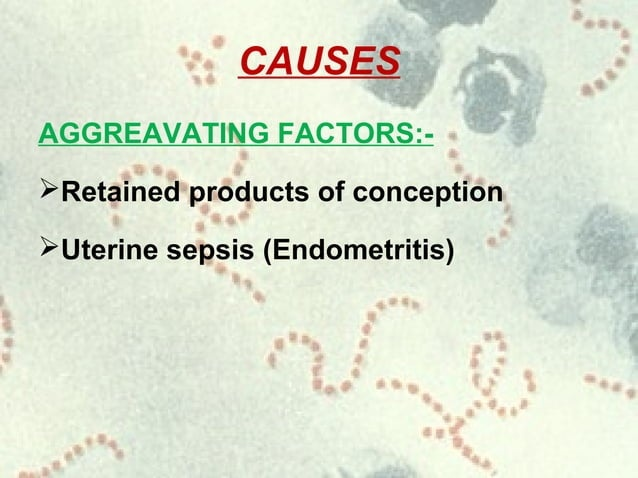 CAUSES
AGGREAVATING FACTORS:-
➢Retained products of conception
➢Uterine sepsis (Endometritis)